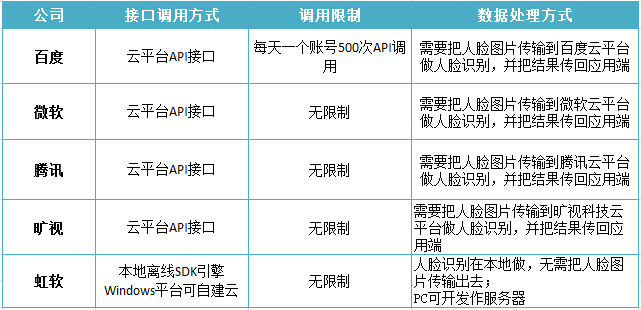 公司 接口调用方式 调用限制 数据处理方式
百度 云平台API接口 每天一个账号500次API调
用 需要把人脸图片传输到百度云平台
做人脸识别，并把结果传回应用端
微软 云平台API接口 无限制 需要把人脸图片传输到微软云平台
做人脸识别，并把结果传回应用端
腾讯 云平台API接口 无限制 需要把人脸图片传输到腾讯云平台
做人脸识别，并把结果传回应用端
旷视 云平台API接口 无限制 需要把人脸图片传输到旷视科技云
平台做人脸识别，并把结果传回应
用端
虹软 本地离线SDK引擎
Windows平台可自建云 无限制 人脸识别在本地做，无需把人脸图
片传输出去；
PC可开发作服务器